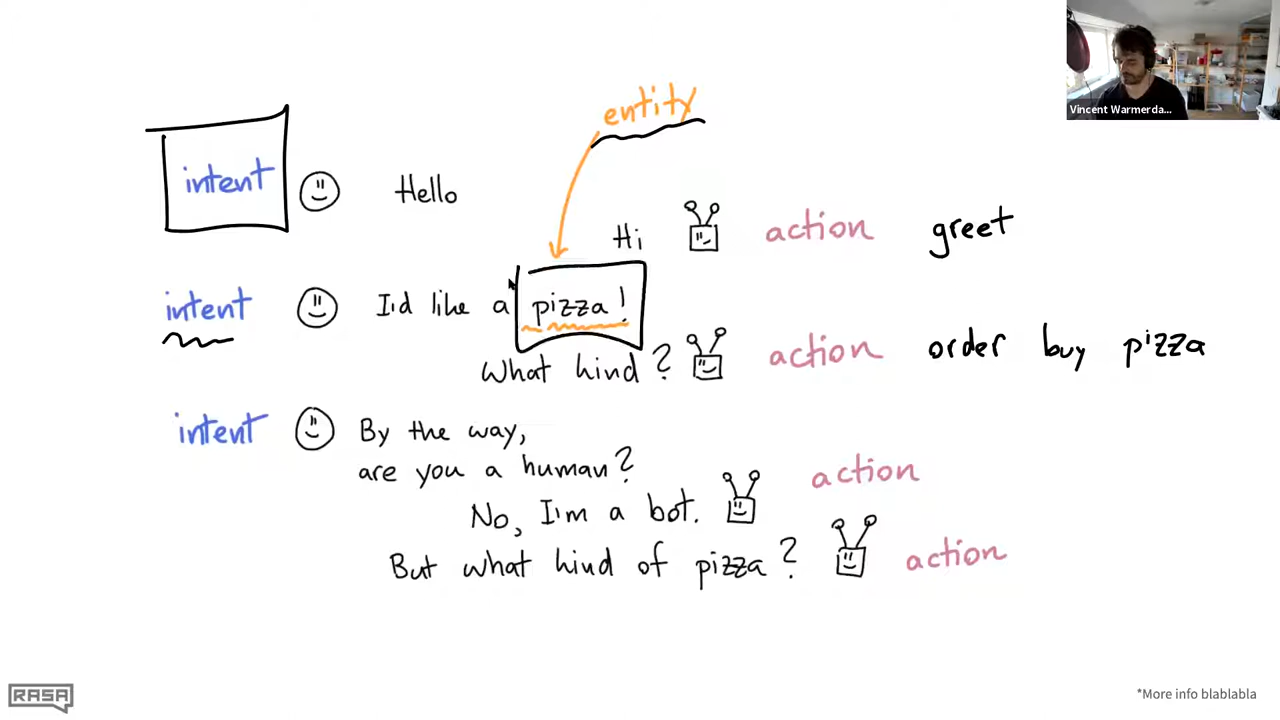 Vincent Warmerda...
entity
intent Hello
Hi action greet
intent I'd like a pizza!
What kind? action order buy pizza
intent By the way,
are you a human?
action
No, I'm a bot.
But what kind of pizza? action
RASA
*More info blablabla